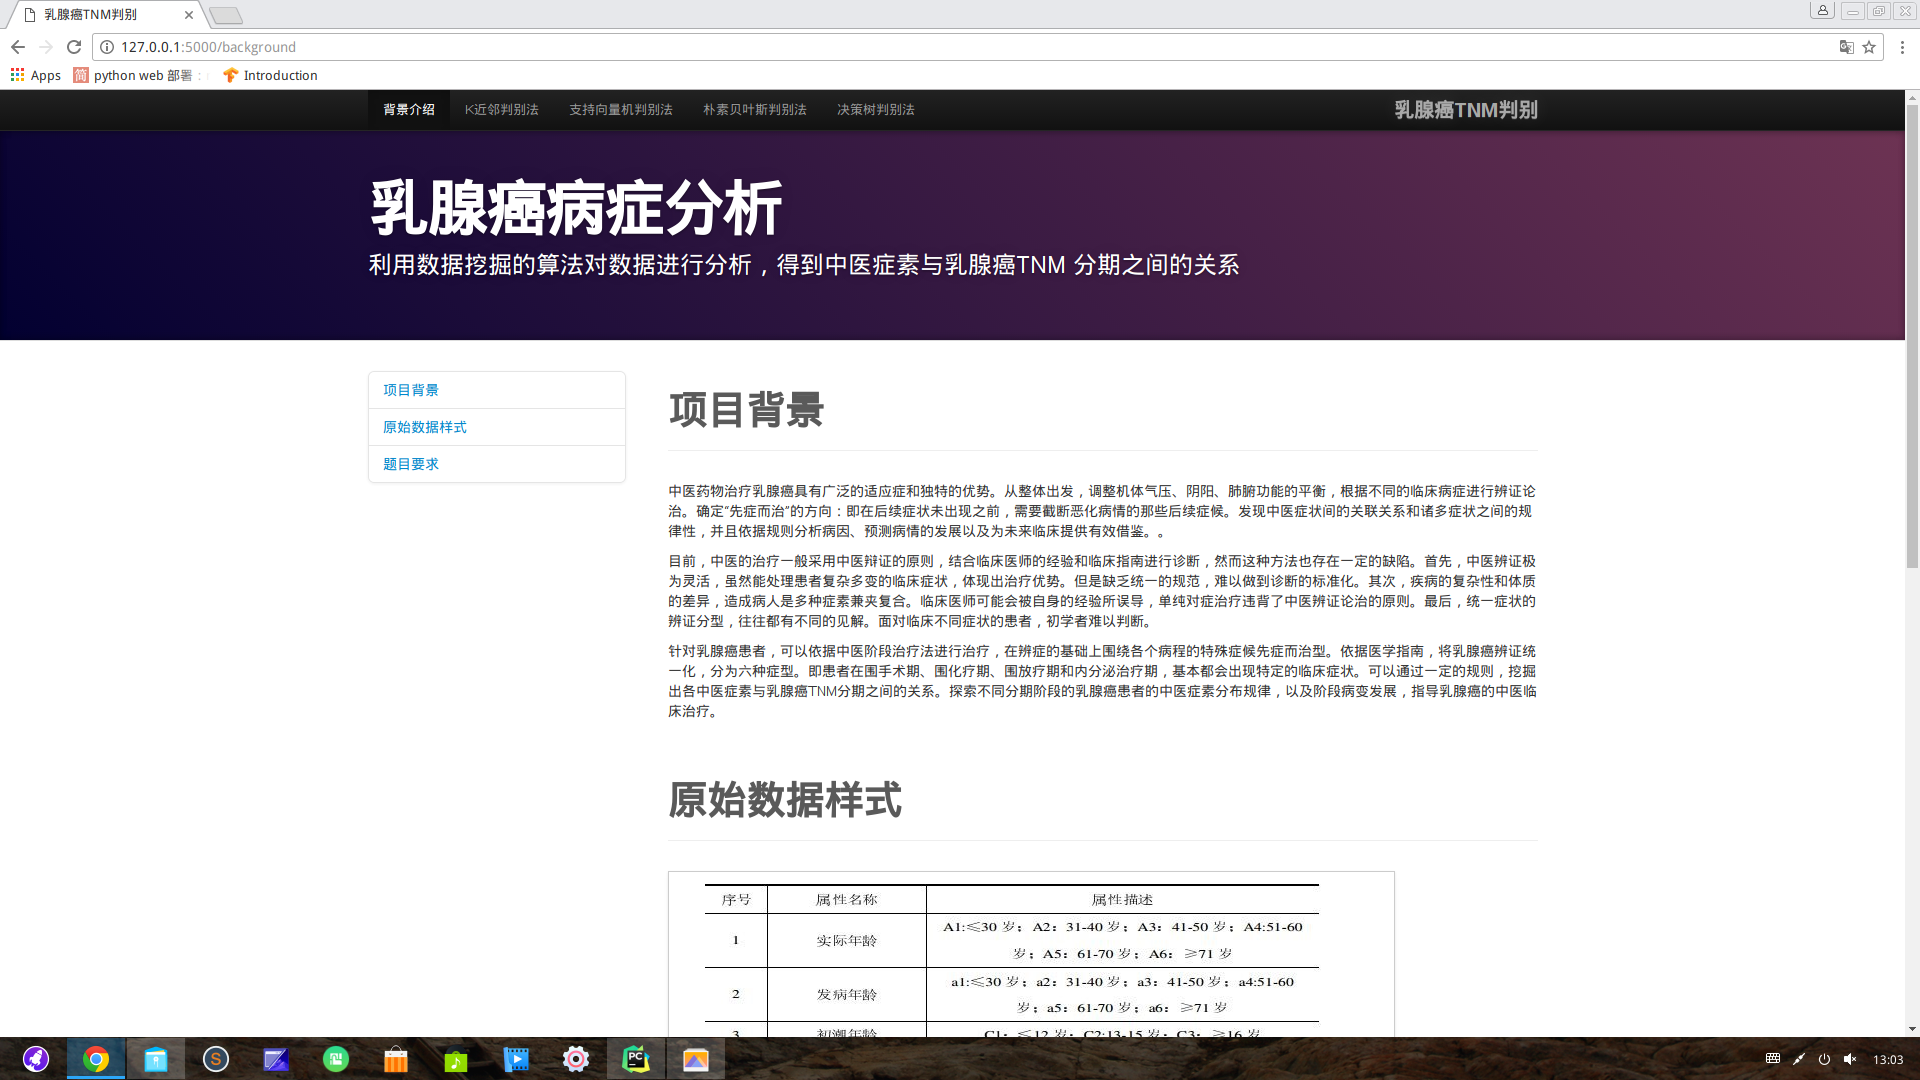 乳腺癌TNM判别
127.0.0.1:5000/background
Apps
python web 部署：
Introduction
背景介绍
K近邻判别法
支持向量机判别法
朴素贝叶斯判别法
决策树判别法
乳腺癌TNM判别
乳腺癌病症分析
利用数据挖掘的算法对数据进行分析，得到中医症素与乳腺癌TNM 分期之间的关系
项目背景
原始数据样式
题目要求
项目背景
中医药物治疗乳腺癌具有广泛的适应症和独特的优势。从整体出发，调整机体气压、阴阳、肺腑功能的平衡，根据不同的临床病症进行辨证论
治。确定“先症而治”的方向：即在后续症状未出现之前，需要截断恶化病情的那些后续症候。发现中医症状间的关联关系和诸多症状之间的规
律性，并且依据规则分析病因、预测病情的发展以及为未来临床提供有效借鉴。。
目前，中医的治疗一般采用中医辩证的原则，结合临床医师的经验和临床指南进行诊断，然而这种方法也存在一定的缺陷。首先，中医辨证极
为灵活，虽然能处理患者复杂多变的临床症状，体现出治疗优势。但是缺乏统一的规范，难以做到诊断的标准化。其次，疾病的复杂性和体质
的差异，造成病人是多种症素兼夹复合。临床医师可能会被自身的经验所误导，单纯对症治疗违背了中医辨证论治的原则。最后，统一症状的
辨证分型，往往都有不同的见解。面对临床不同症状的患者，初学者难以判断。
针对乳腺癌患者，可以依据中医阶段治疗法进行治疗，在辨症的基础上围绕各个病程的特殊症候先症而治型。依据医学指南，将乳腺癌辨证统
一化，分为六种症型。即患者在围手术期、围化疗期、围放疗期和内分泌治疗期，基本都会出现特定的临床症状。可以通过一定的规则，挖掘
出各中医症素与乳腺癌TNM分期之间的关系。探索不同分期阶段的乳腺癌患者的中医症素分布规律，以及阶段病变发展，指导乳腺癌的中医临
床治疗。
原始数据样式
序号 属性名称 属性描述
1 实际年龄 A1:≤30 岁；A2：31-40 岁；A3：41-50 岁；A4:51-60
岁；A5：61-70 岁；A6：≥71 岁
2 发病年龄 a1:≤30 岁；a2：31-40 岁；a3：41-50 岁；a4:51-60
岁；a5：61-70 岁；a6：≥71 岁
3 初潮年龄 C1：≤12 岁；C2:13-15 岁；C3：≥16 岁
13:03